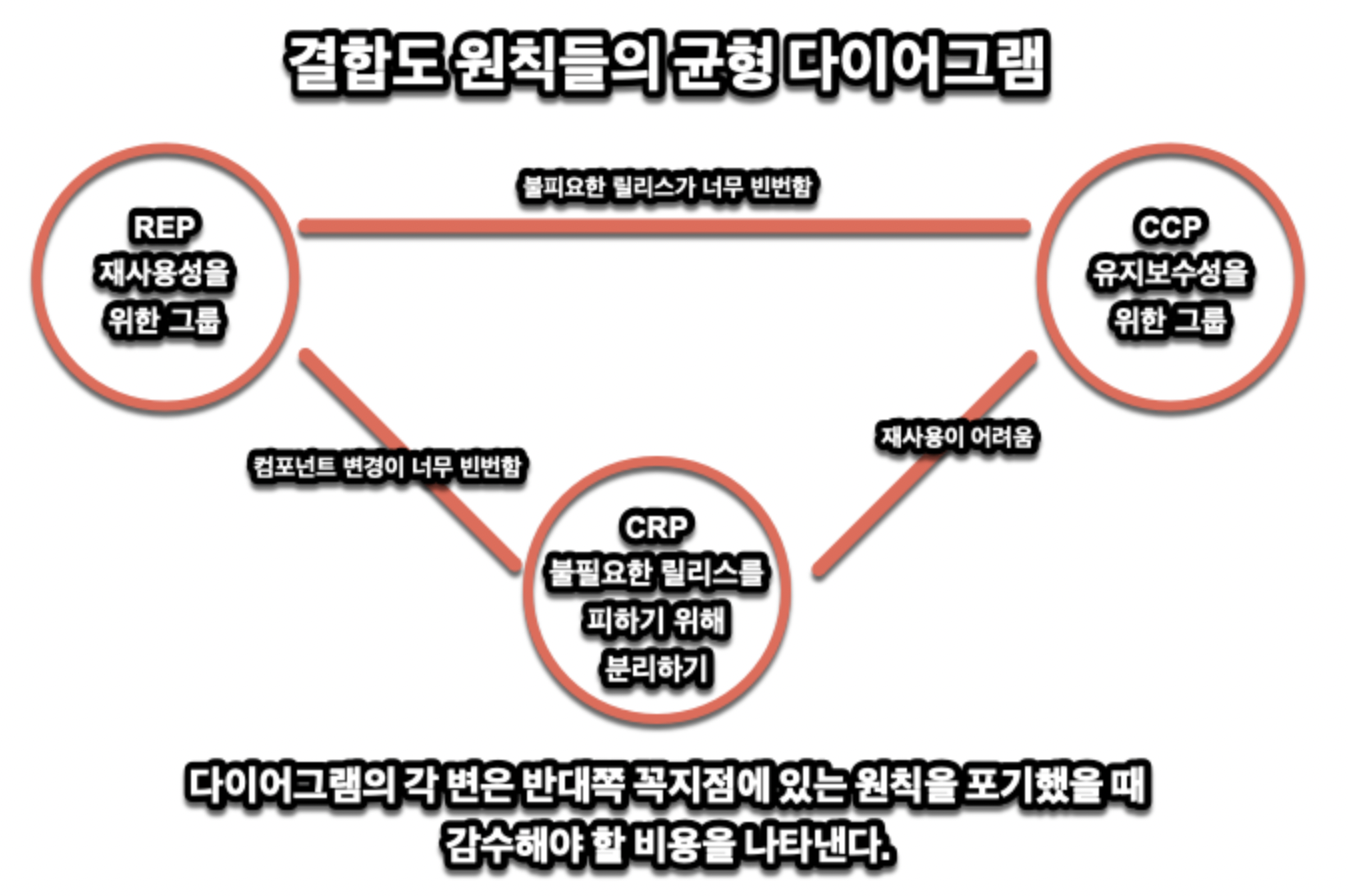 결합도 원칙들의 균형 다이어그램
불피요한 릴리스가 너무 빈번함
REP
재사용성을
위한 그룹
CCP
유지보수성을
위한 그룹
컴포넌트 변경이 너무 빈번함
재사용이 어려움
CRP
불필요한 릴리스를
피하기 위해
분리하기
다이어그램의 각 변은 반대쪽 꼭지점에 있는 원칙을 포기했을 때
감수해야 할 비용을 나타낸다.